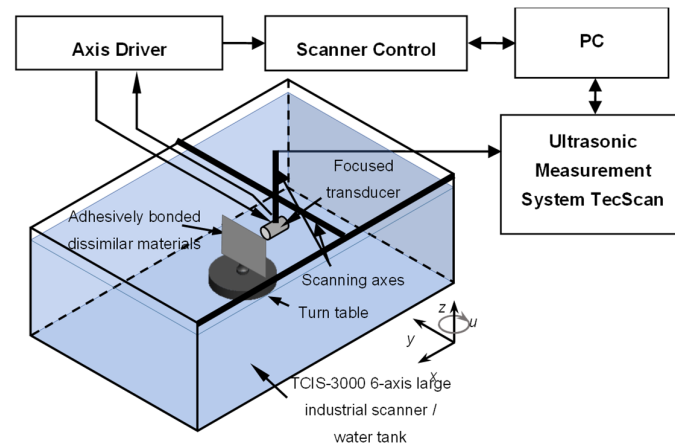 Axis Driver
Scanner Control
PC
Ultrasonic
Measurement
System TecScan
Focused
transducer
Adhesively bonded
dissimilar materials
Scanning axes
Turn table
z
u
y
x
TCIS-3000 6-axis large
industrial scanner /
water tank